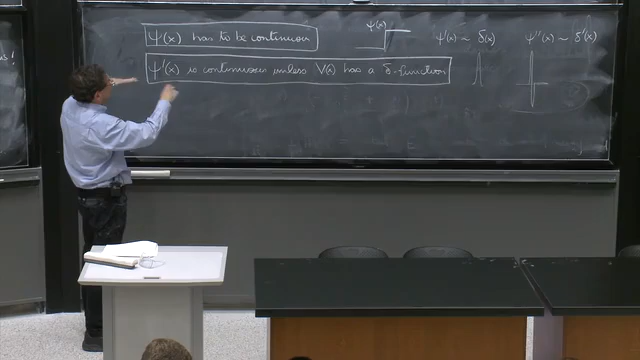 ψ(x) has to be continuous
ψ(x)
ψ'(x) ~ δ(x)
ψ''(x) ~ δ'(x)
ψ'(x) is continuous unless V(x) has a δ-function